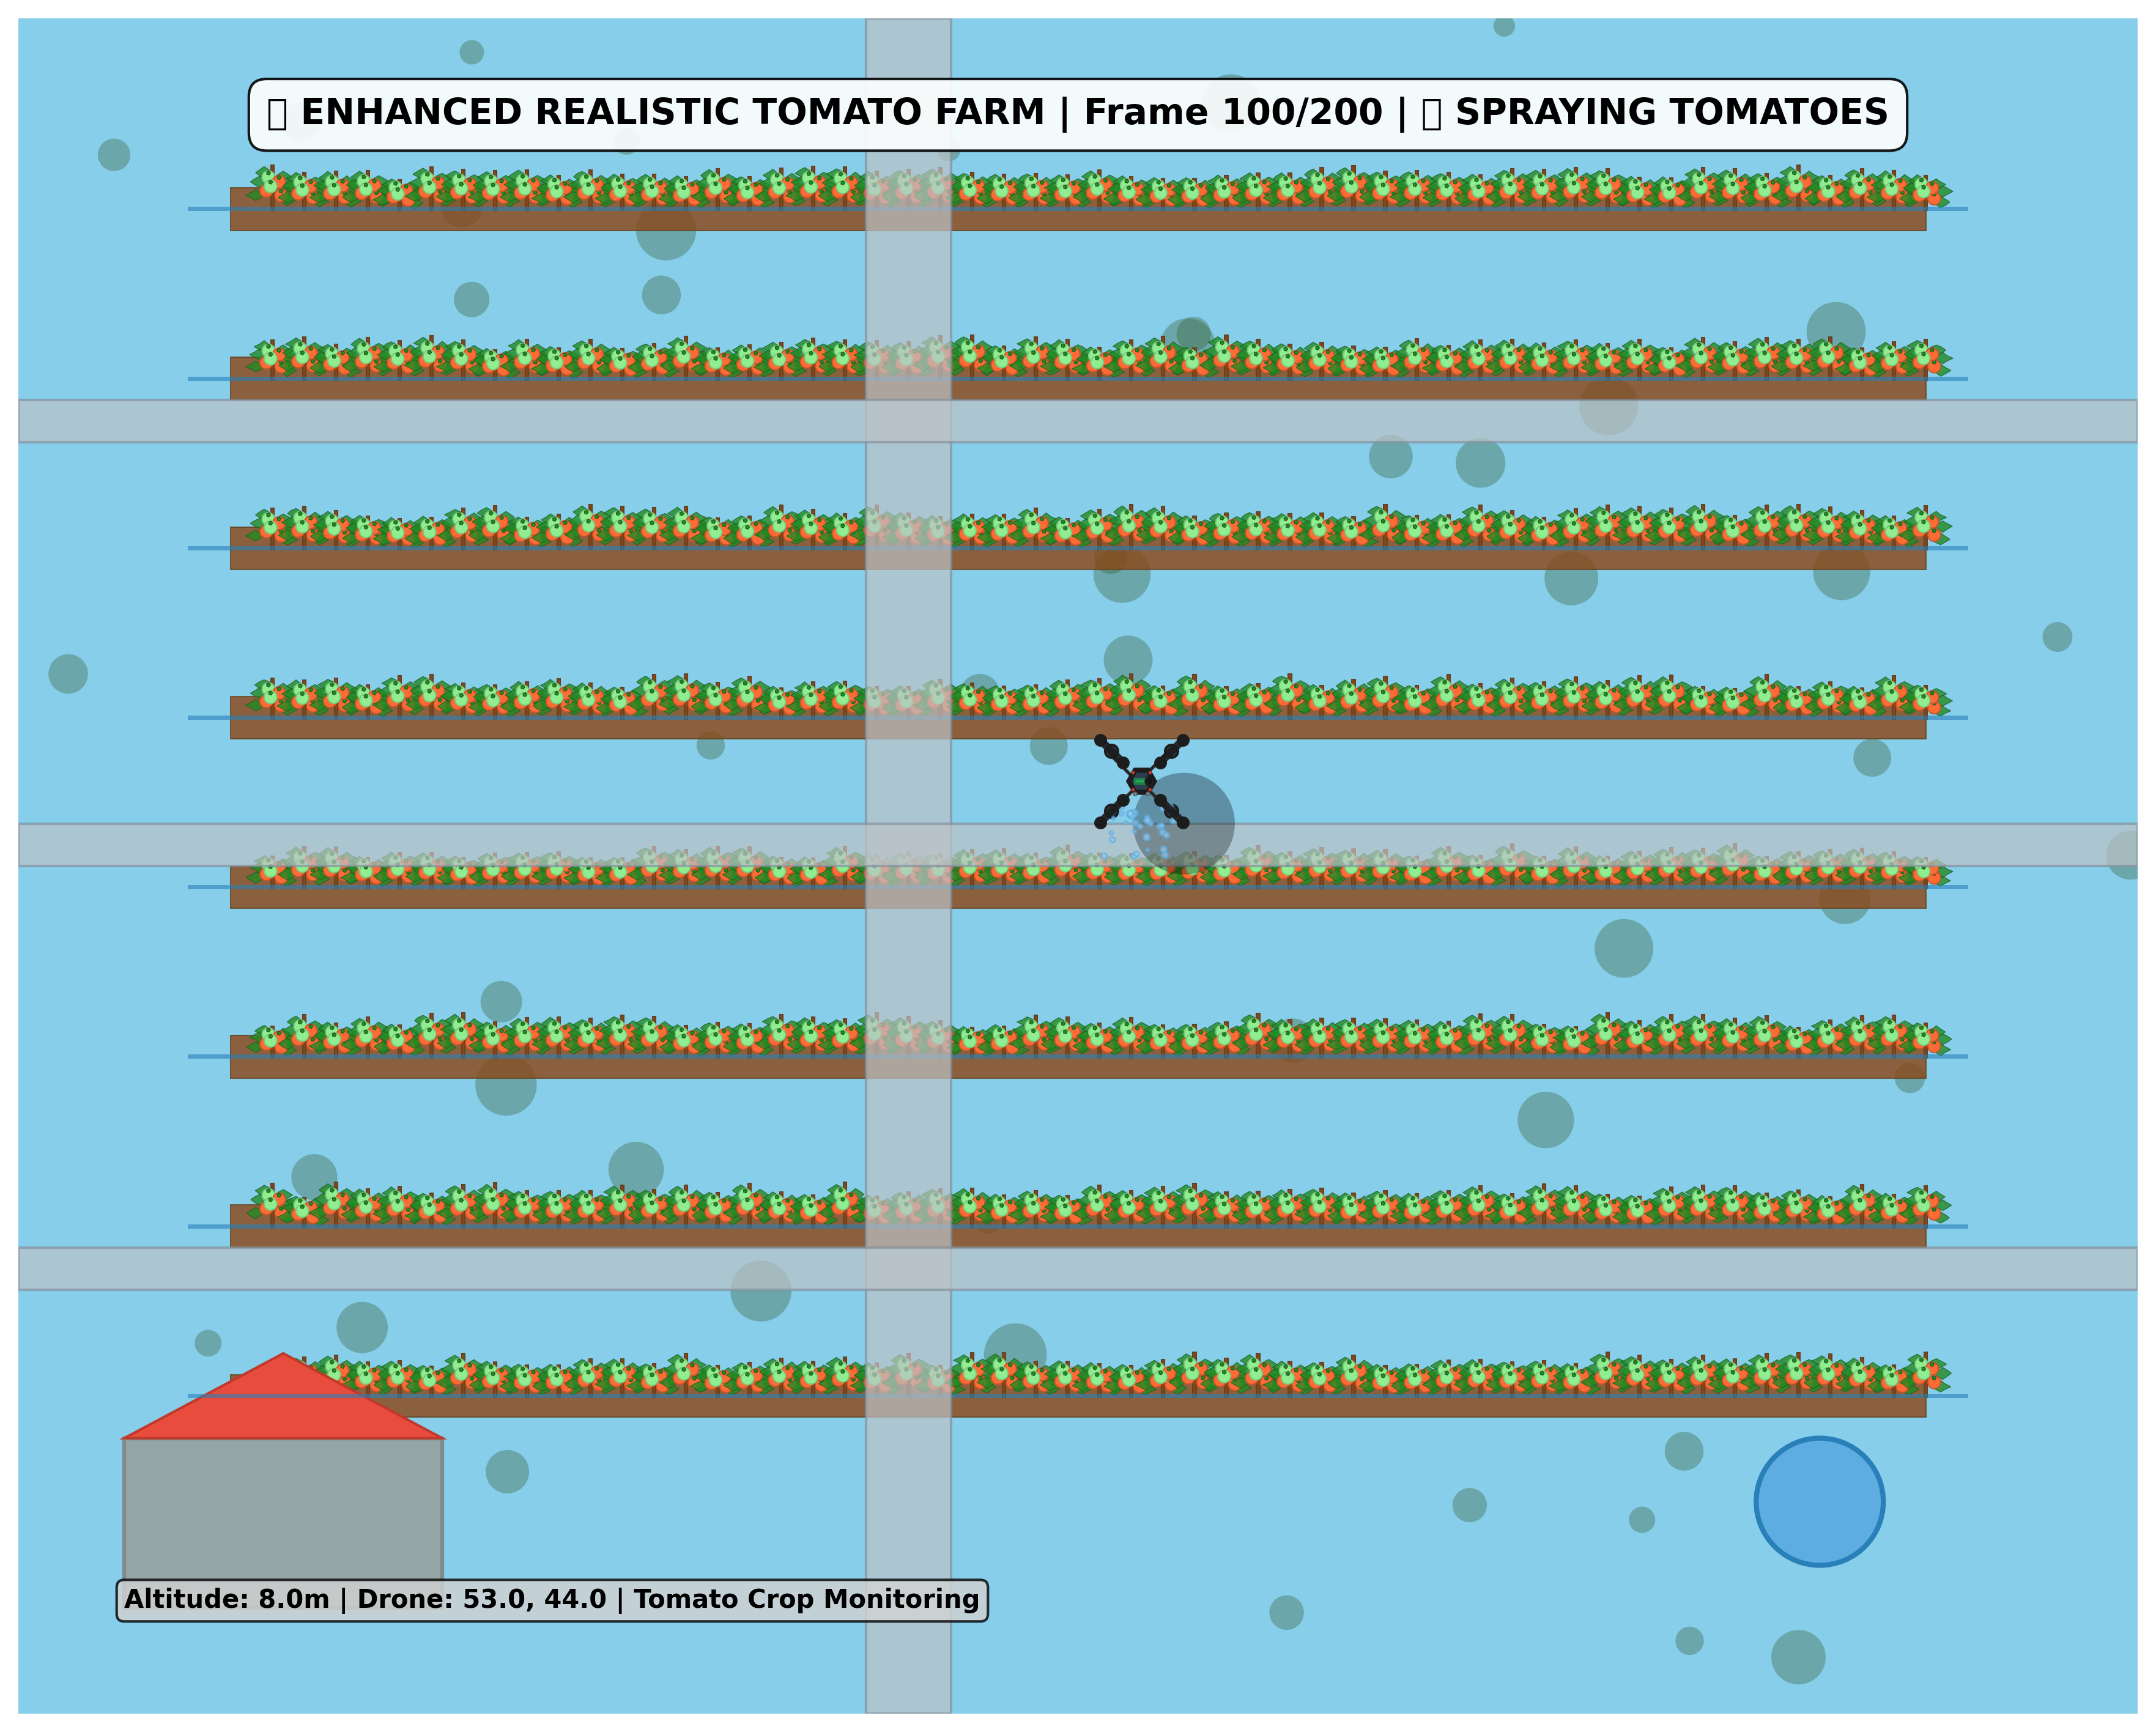 ▯ ENHANCED REALISTIC TOMATO FARM | Frame 100/200 | ▯ SPRAYING TOMATOES
Altitude: 8.0m | Drone: 53.0, 44.0 | Tomato Crop Monitoring